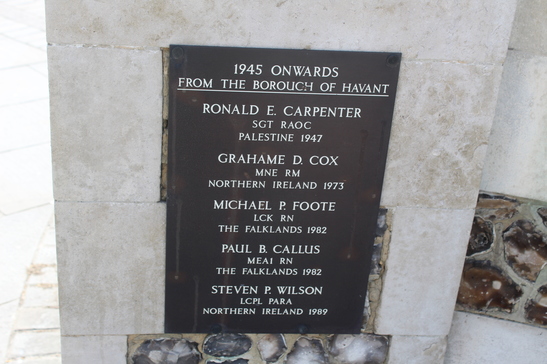 1945 ONWARDS
FROM THE BOROUGH OF HAVANT
RONALD E. CARPENTER
SGT RAOC
PALESTINE 1947
GRAHAME D. COX
MNE RM
NORTHERN IRELAND 1973
MICHAEL P. FOOTE
LCK RN
THE FALKLANDS 1982
PAUL B. CALLUS
MEA1 RN
THE FALKLANDS 1982
STEVEN P. WILSON
LCPL PARA
NORTHERN IRELAND 1989